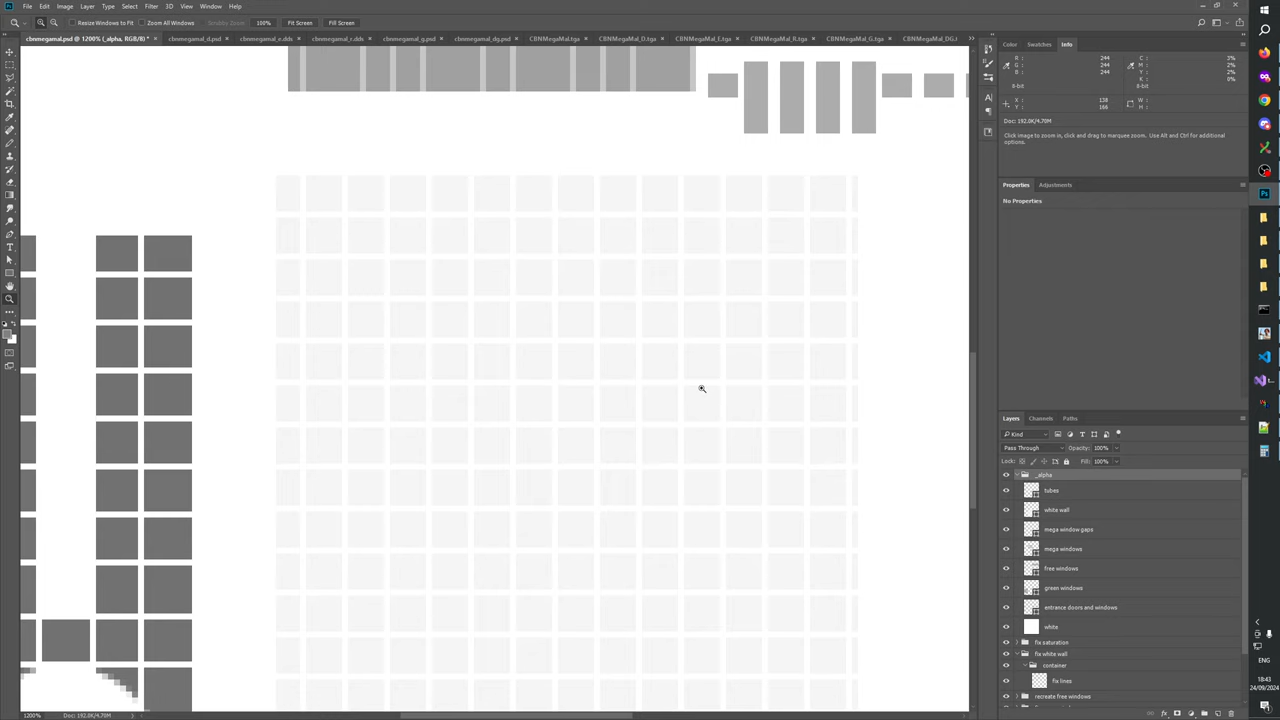 File Edit Image Layer Type Select Filter 3D View Window Help
Resize Windows to Fit Zoom All Windows Scrubby Zoom 100% Fit Screen Fill Screen
cbnmegamal.psd @ 1200% (_alpha, RGB/8) * × cbnmegamal_d.psd × cbnmegamal_e.dds × cbnmegamal_r.dds × cbnmegamal_g.psd × cbnmegamal_dg.psd × CBNMegaMal.tga × CBNMegaMal_D.tga × CBNMegaMal_E.tga × CBNMegaMal_R.tga × CBNMegaMal_G.tga × CBNMegaMal_DG.t
Color Swatches Info
R : 244 C : 3%
G : 244 M : 2%
B : 244 Y : 2%
K : 0%
8-bit 8-bit
X : 138 W :
Y : 166 H :
Doc: 192.0K/4.70M
Click image to zoom in, click and drag to marquee zoom. Use Alt and Ctrl for additional
options.
Properties Adjustments
No Properties
Layers Channels Paths
Kind
Pass Through Opacity: 100%
Lock: Fill: 100%
_alpha
tubes
white wall
mega window gaps
mega windows
free windows
green windows
entrance doors and windows
white
fix saturation
fix white wall
container
fix lines
recreate free windows
1200% Doc: 192.0K/4.70M
ENG
18:43
24/09/2024